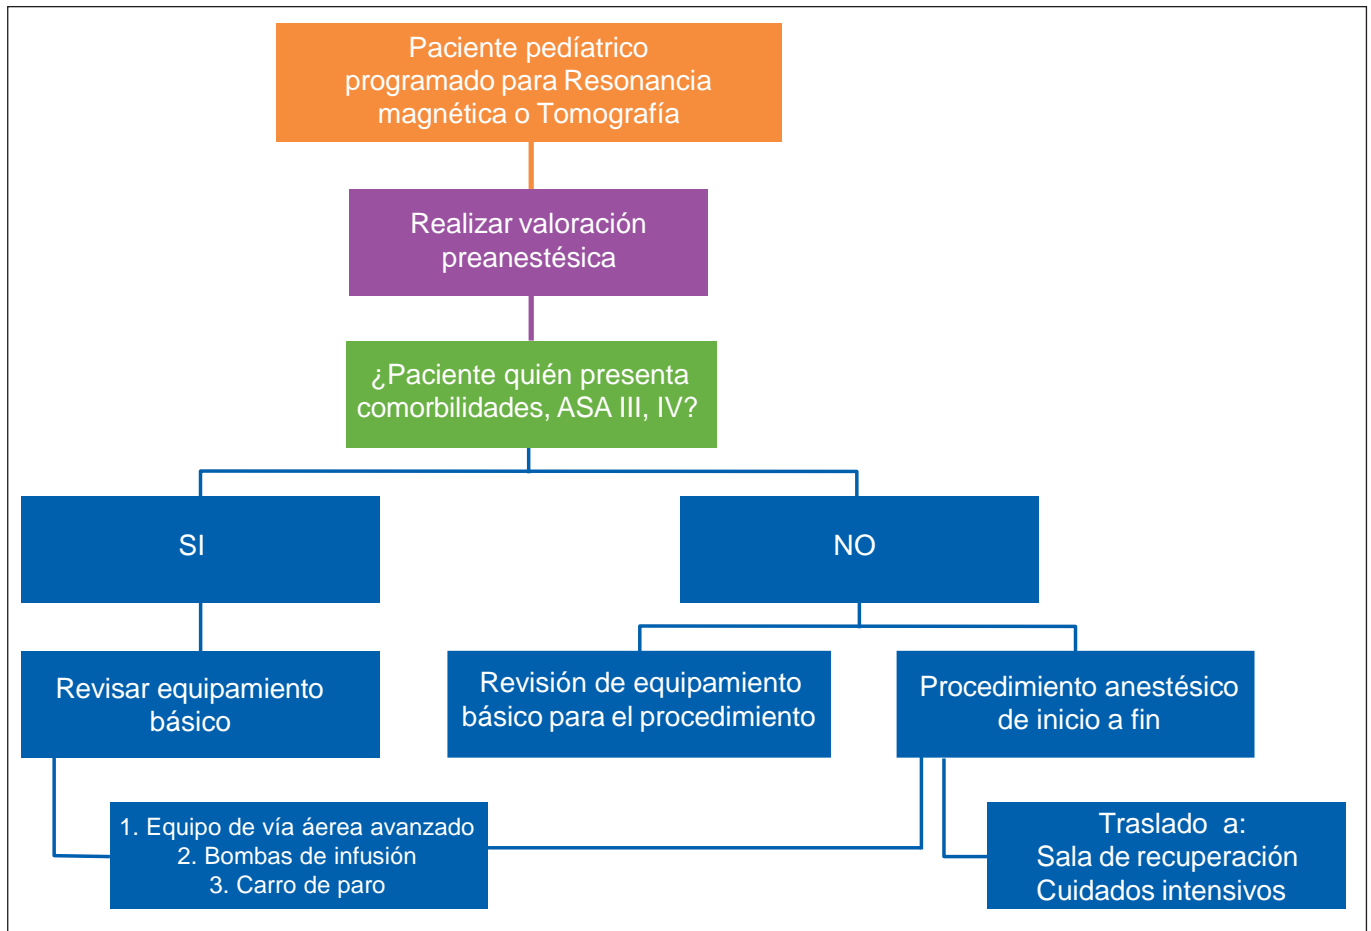 Paciente pedíatrico
programado para Resonancia
magnética o Tomografía
Realizar valoración
preanestésica
¿Paciente quién presenta
comorbilidades, ASA III, IV?
SI
NO
Revisar equipamiento
básico
Revisión de equipamiento
básico para el procedimiento
Procedimiento anestésico
de inicio a fin
1. Equipo de vía áerea avanzado
2. Bombas de infusión
3. Carro de paro
Traslado a:
Sala de recuperación
Cuidados intensivos